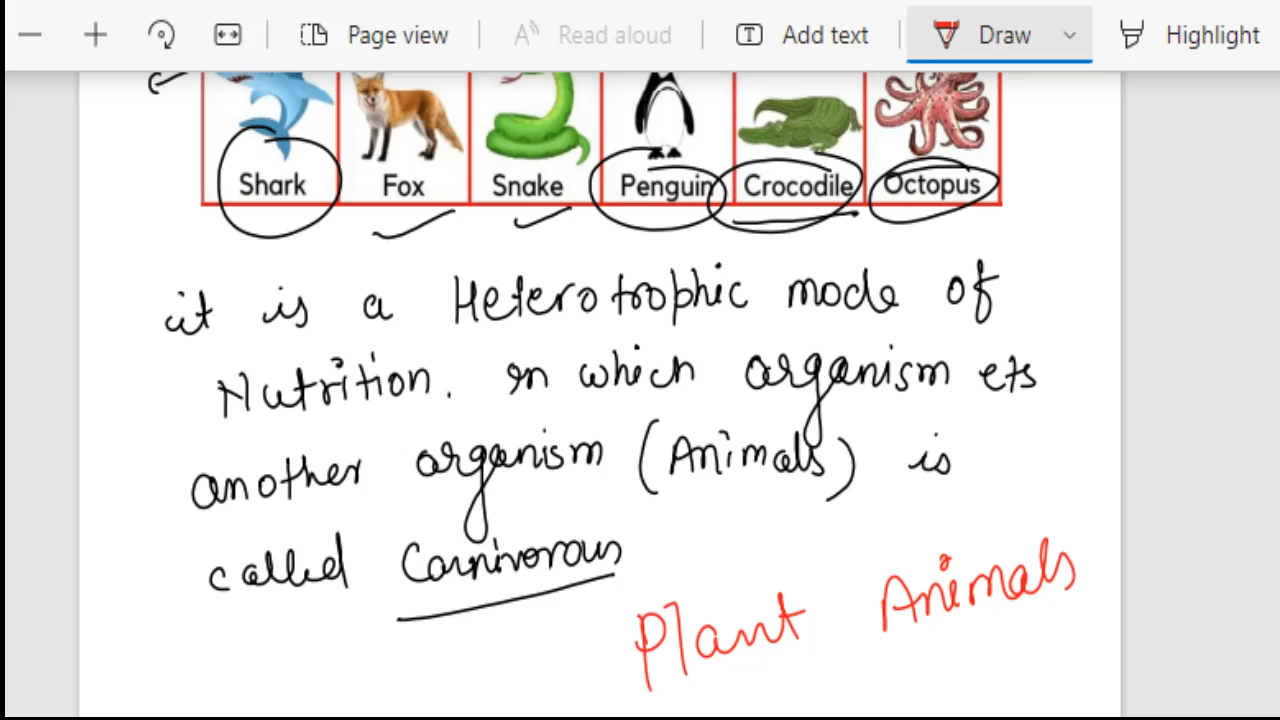 Page view Read aloud Add text Draw Highlight
Shark Fox Snake Penguin Crocodile Octopus
it is a Heterotrophic mode of
Nutrition. in which organism ets
another organism (Animals) is
called Carnivorous
Plant Animals